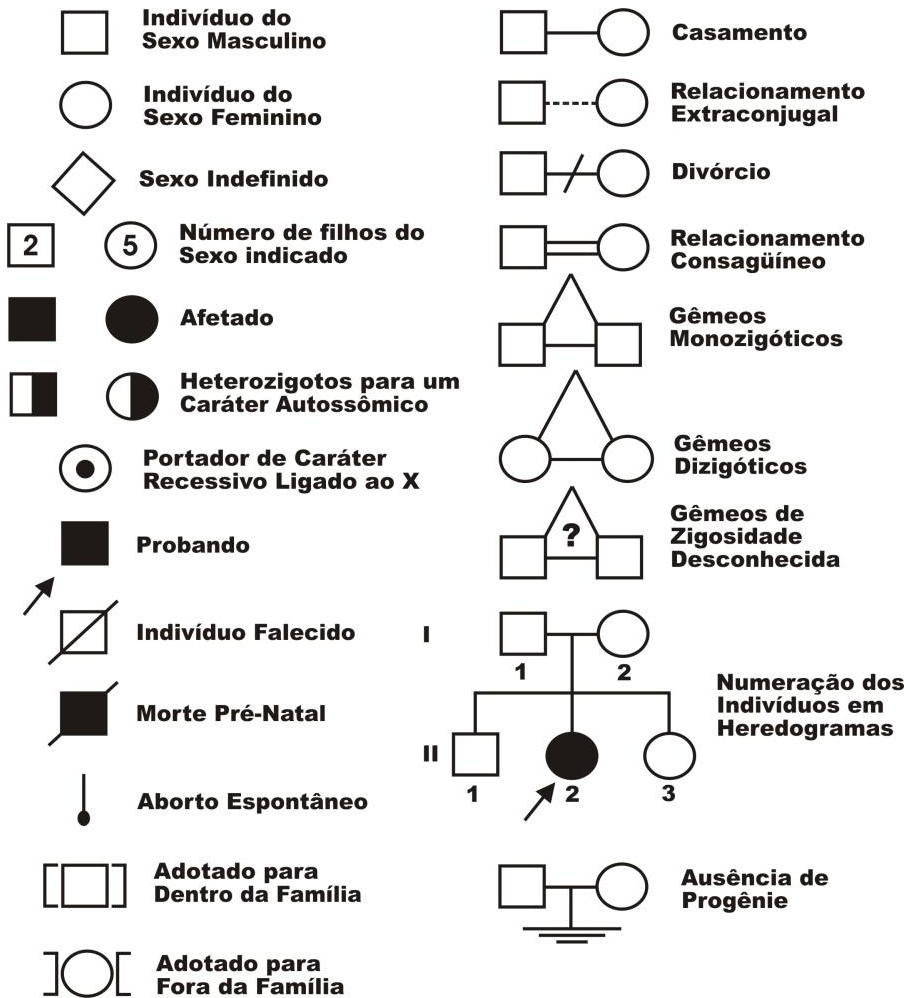 Indivíduo do
Sexo Masculino
Indivíduo do
Sexo Feminino
Sexo Indefinido
2 5 Número de filhos do
Sexo indicado
Afetado
Heterozigotos para um
Caráter Autossômico
Portador de Caráter
Recessivo Ligado ao X
Probando
Indivíduo Falecido
Morte Pré-Natal
Aborto Espontâneo
Adotado para
Dentro da Família
Adotado para
Fora da Família
Casamento
Relacionamento
Extraconjugal
Divórcio
Relacionamento
Consagüíneo
Gêmeos
Monozigóticos
Gêmeos
Dizigóticos
?
Gêmeos de
Zigosidade
Desconhecida
I
1 2
II
1 2 3
Numeração dos
Indivíduos em
Heredogramas
Ausência de
Progênie